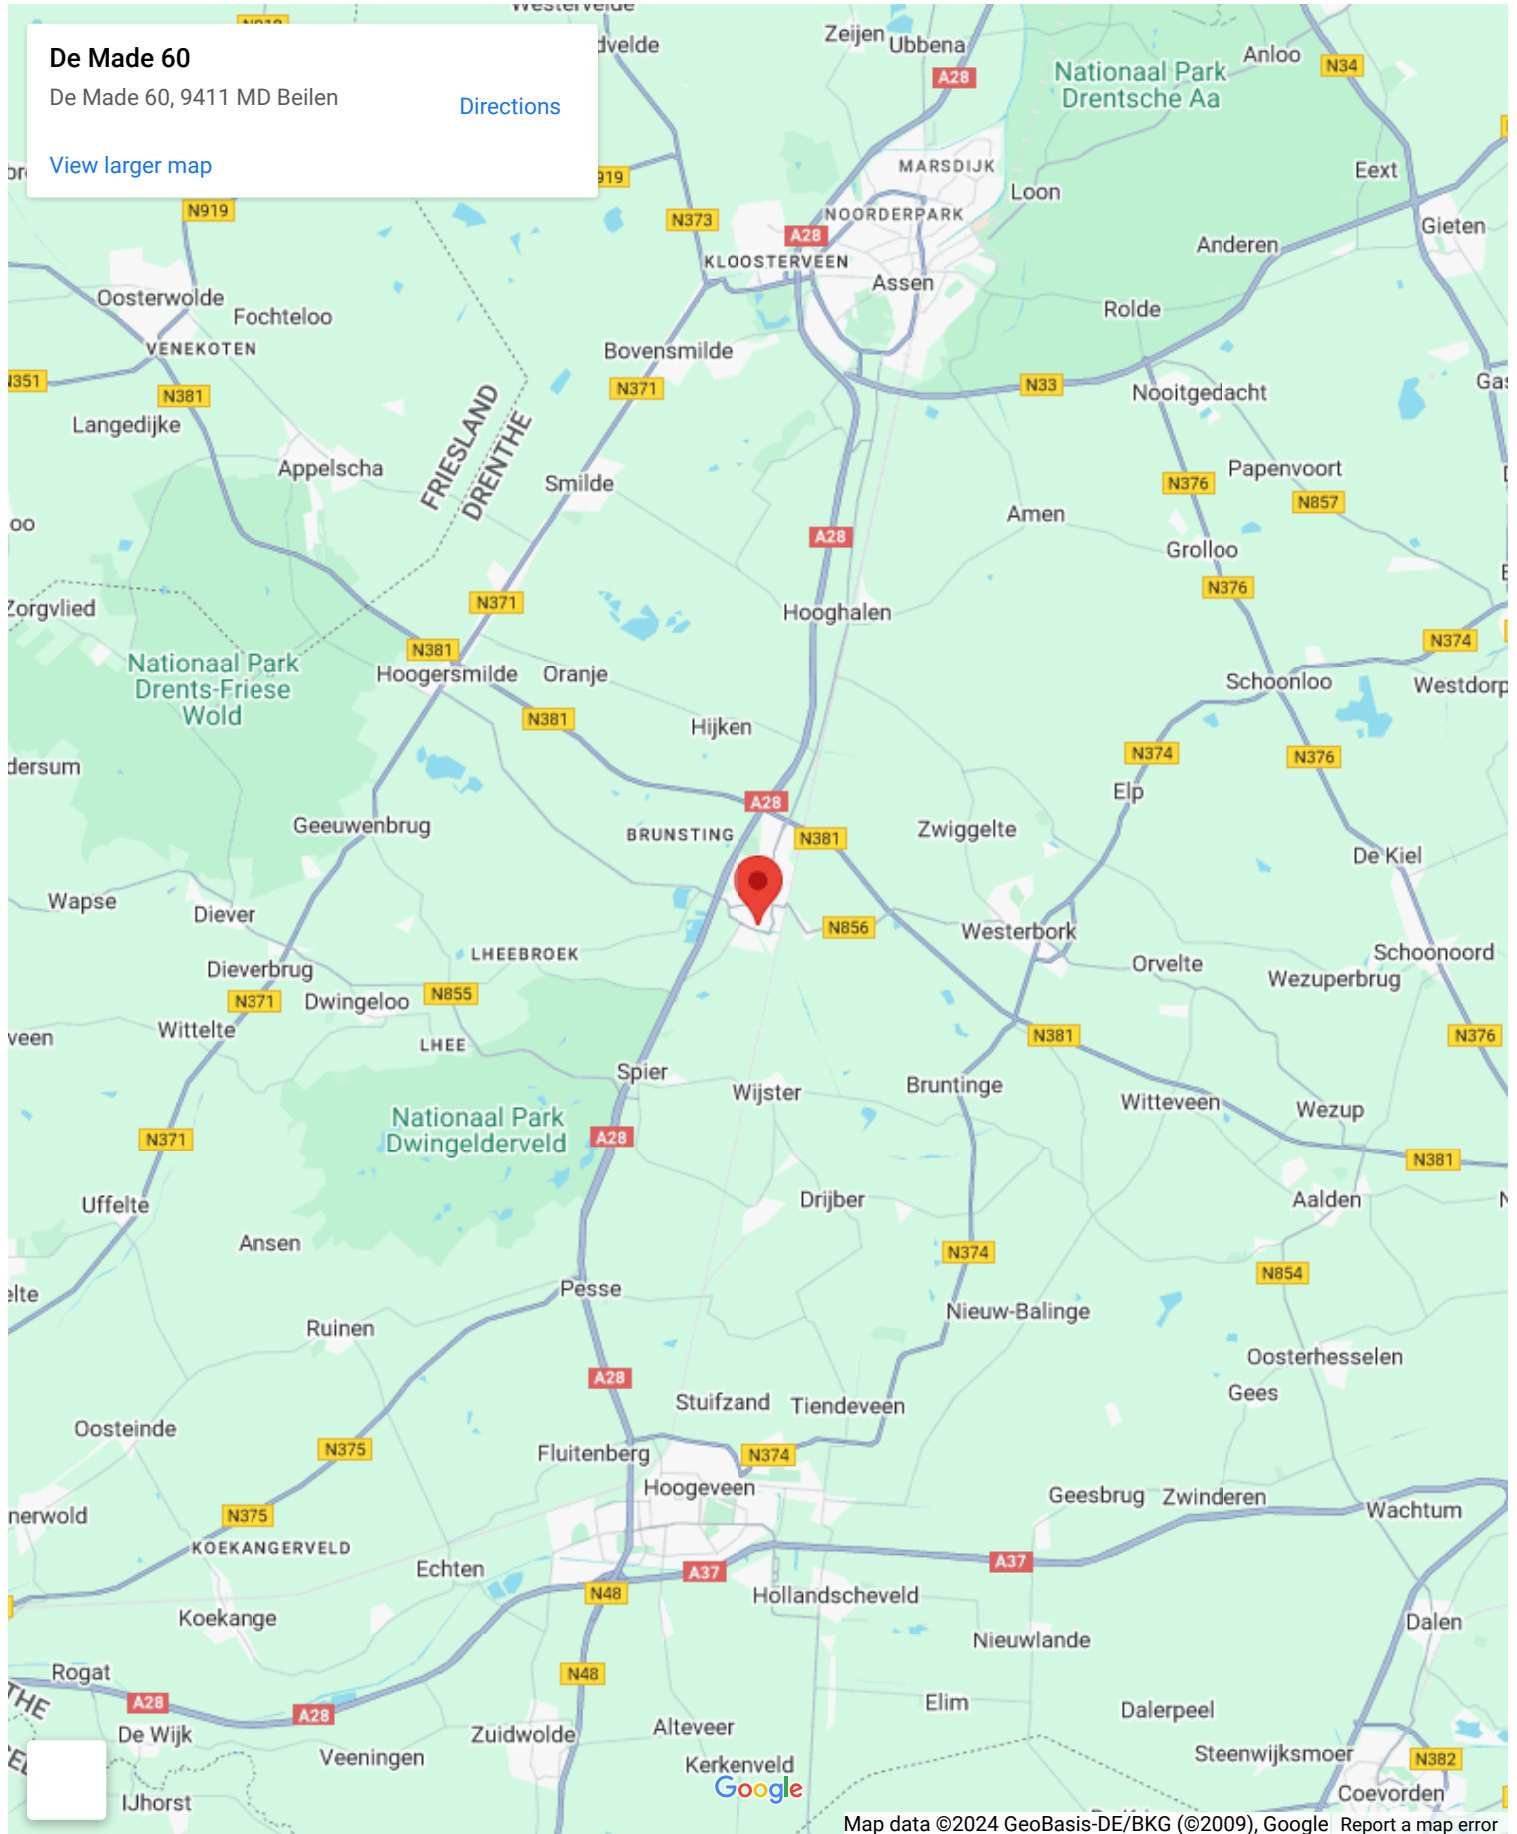 De Made 60
De Made 60, 9411 MD Beilen
Directions
View larger map
Westervelde
Zeijen
Ubbena
A28
Nationaal Park
Drentsche Aa
Anloo
N34
MARSDIJK
Loon
Eext
N919
N373
NOORDERPARK
A28
KLOOSTERVEEN
Assen
Anderen
Gieten
Oosterwolde
Fochteloo
VENEKOTEN
Rolde
Bovensmilde
N371
N33
Nooitgedacht
N381
Langedijke
FRIESLAND
DRENTHE
Appelscha
Smilde
N376
Papenvoort
N857
Amen
A28
Grolloo
N376
Zorgvlied
N371
Hooghalen
N374
N381
Hoogersmilde
Oranje
Nationaal Park
Drents-Friese
Wold
Schoonloo
N381
Hijken
N374
N376
Elp
A28
Geeuwenbrug
BRUNSTING
N381
Zwiggelte
De Kiel
Wapse
Diever
N856
Westerbork
LHEEBROEK
Schoonoord
Orvelte
Wezuperbrug
Dieverbrug
N371
Dwingeloo
N855
Wittelte
LHEE
N381
N376
Spier
Wijster
Bruntinge
Witteveen
Wezup
Nationaal Park
Dwingelderveld
N371
A28
N381
Uffelte
Drijber
Aalden
Ansen
N374
N854
Pesse
Nieuw-Balinge
Ruinen
Oosterhesselen
A28
Gees
Stuifzand
Tiendeveen
Oosteinde
N375
Fluitenberg
N374
Hoogeveen
Geesbrug
Zwinderen
Wachtum
N375
KOEKANGERVELD
Echten
A37
A37
N48
Hollandscheveld
Koekange
Dalen
Nieuwlande
Rogat
N48
A28
A28
Elim
Dalerpeel
De Wijk
Zuidwolde
Alteveer
Veeningen
Kerkenveld
Steenwijksmoer
N382
Google
Coevorden
IJhorst
Map data ©2024 GeoBasis-DE/BKG (©2009), Google
Report a map error